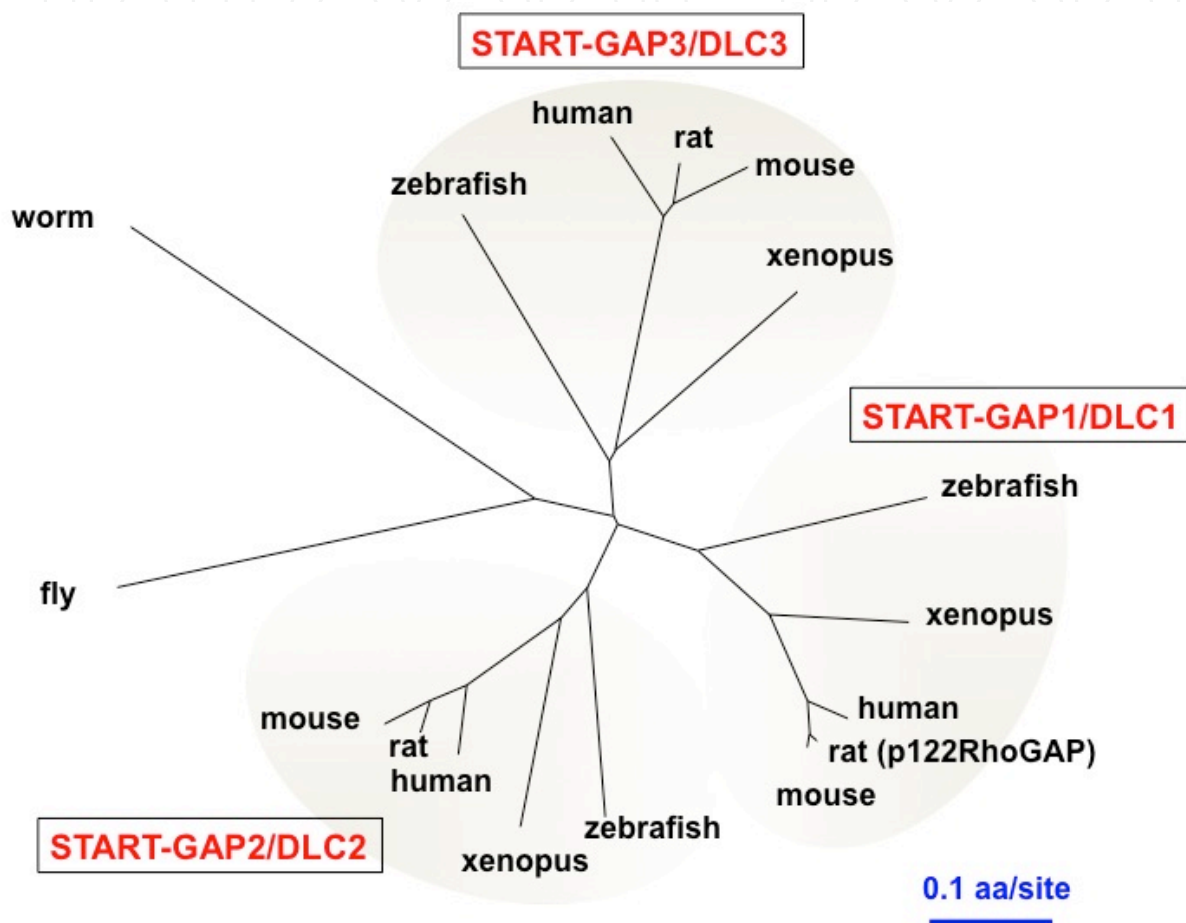 START-GAP3/DLC3
human
rat
mouse
zebrafish
worm
xenopus
START-GAP1/DLC1
zebrafish
fly
xenopus
human
mouse
rat
rat (p122RhoGAP)
human
mouse
zebrafish
START-GAP2/DLC2
xenopus
0.1 aa/site